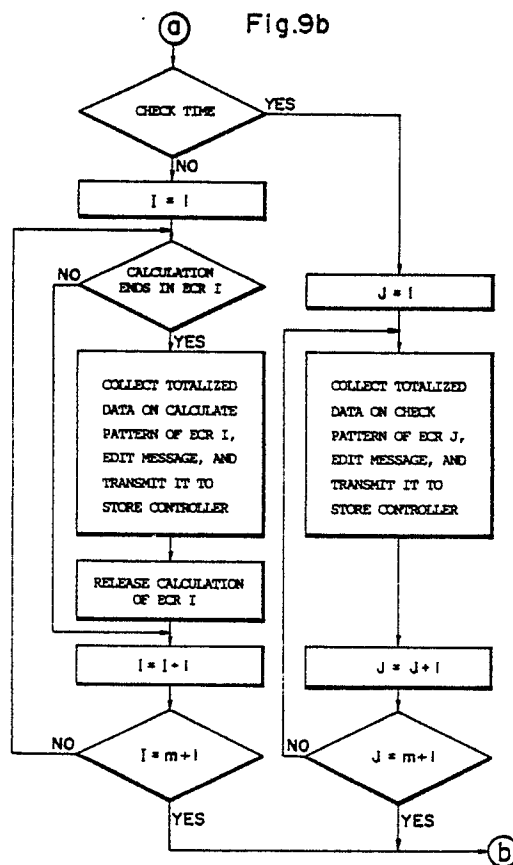 a
Fig.9b
CHECK TIME
YES
NO
I = 1
CALCULATION
ENDS IN ECR I
NO
YES
COLLECT TOTALIZED
DATA ON CALCULATE
PATTERN OF ECR I,
EDIT MESSAGE, AND
TRANSMIT IT TO
STORE CONTROLLER
RELEASE CALCULATION
OF ECR I
I = I+1
I = m+1
NO
YES
J = 1
COLLECT TOTALIZED
DATA ON CHECK
PATTERN OF ECR J,
EDIT MESSAGE, AND
TRANSMIT IT TO
STORE CONTROLLER
J = J+1
J = m+1
NO
YES
b